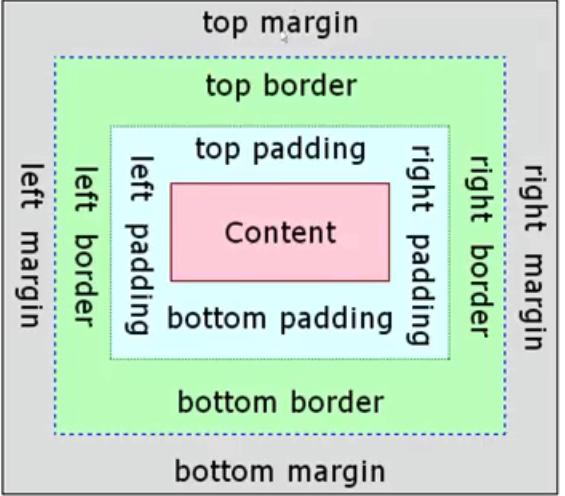 top margin
top border
top padding
left margin
left border
left padding
Content
right padding
right border
right margin
bottom padding
bottom border
bottom margin